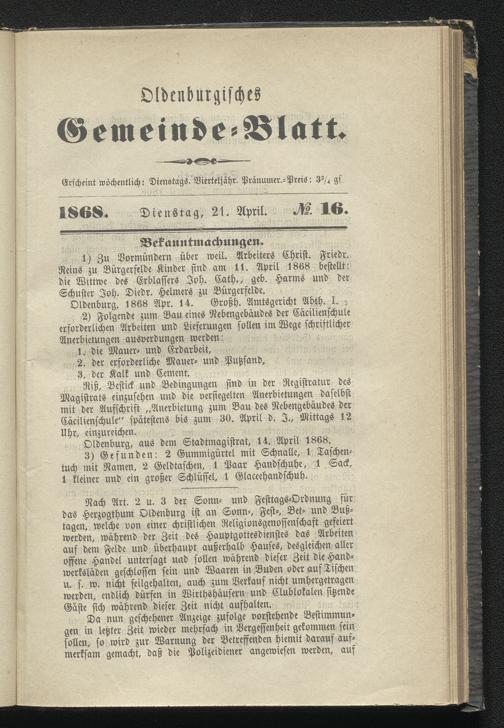 Oldenburgisches
Gemeinde-Blatt.
Erscheint wöchentlich: Dienstags. Vierteljähr. Pränumer.-Preis: 3¾ gs
1868. Dienstag, 21. April. № 16.
Bekanntmachungen.
1) Zu Vormündern über weil. Arbeiters Christ. Friedr.
Reins zu Bürgerfelde Kinder sind am 11. April 1868 bestellt:
die Wittwe des Erblassers Joh. Cath., geb. Harms und der
Schuster Joh. Diedr. Helmers zu Bürgerfelde.
Oldenburg, 1868 Apr. 14. Großh. Amtsgericht Abth. I.
2) Folgende zum Bau eines Nebengebäudes der Cäcilienschule
erforderlichen Arbeiten und Lieferungen sollen im Wege schriftlicher
Anerbietungen ausverdungen werden:
1. die Mauer- und Erdarbeit,
2. der erforderliche Mauer- und Putzsand,
3. der Kalk und Cement.
Riß, Bestick und Bedingungen sind in der Registratur des
Magistrats einzusehen und die versiegelten Anerbietungen daselbst
mit der Aufschrift „Anerbietung zum Bau des Nebengebäudes der
Cäcilienschule“ spätestens bis zum 30. April d. J., Mittags 12
Uhr, einzureichen.
Oldenburg, aus dem Stadtmagistrat, 14. April 1868.
3) Gefunden: 2 Gummigürtel mit Schnalle, 1 Taschen-
tuch mit Namen, 2 Geldtaschen, 1 Paar Handschuhe, 1 Sack,
1 kleiner und ein großer Schlüssel, 1 Glaceehandschuh.
Nach Art. 2 u. 3 der Sonn- und Festtags-Ordnung für
das Herzogthum Oldenburg ist an Sonn-, Fest-, Bet- und Buß-
tagen, welche von einer christlichen Religionsgenossenschaft gefeiert
werden, während der Zeit des Hauptgottesdienstes das Arbeiten
auf dem Felde und überhaupt außerhalb Hauses, desgleichen aller
offene Handel untersagt und sollen während dieser Zeit die Hand-
werksläden geschlossen sein und Waaren in Buden oder auf Tischen
u. s. w. nicht feilgehalten, auch zum Verkauf nicht umhergetragen
werden, endlich dürfen in Wirthshäusern und Clublokalen sitzende
Gäste sich während dieser Zeit nicht aufhalten.
Da nun geschehener Anzeige zufolge vorstehende Bestimmun-
gen in letzter Zeit wieder mehrfach in Vergessenheit gekommen sein
sollen, so wird zur Warnung der Betreffenden hiemit darauf auf-
merksam gemacht, daß die Polizeidiener angewiesen werden, auf